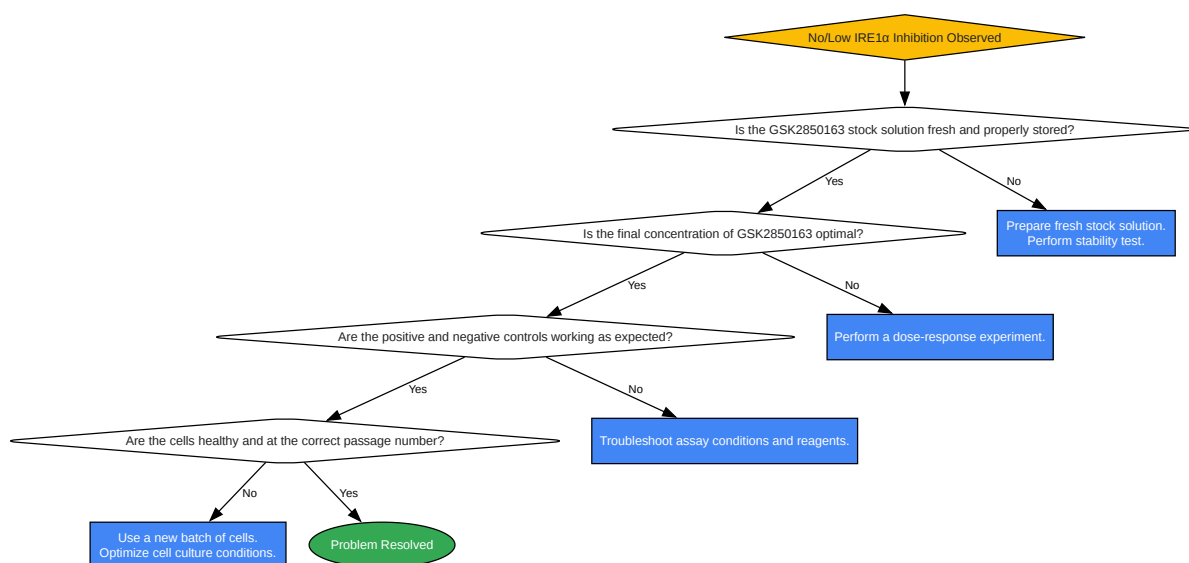 No/Low IRE1α Inhibition Observed
Is the GSK2850163 stock solution fresh and properly stored?
Yes
No
Prepare fresh stock solution.
Perform stability test.
Is the final concentration of GSK2850163 optimal?
Yes
No
Perform a dose-response experiment.
Are the positive and negative controls working as expected?
Yes
No
Troubleshoot assay conditions and reagents.
Are the cells healthy and at the correct passage number?
No
Yes
Use a new batch of cells.
Optimize cell culture conditions.
Problem Resolved